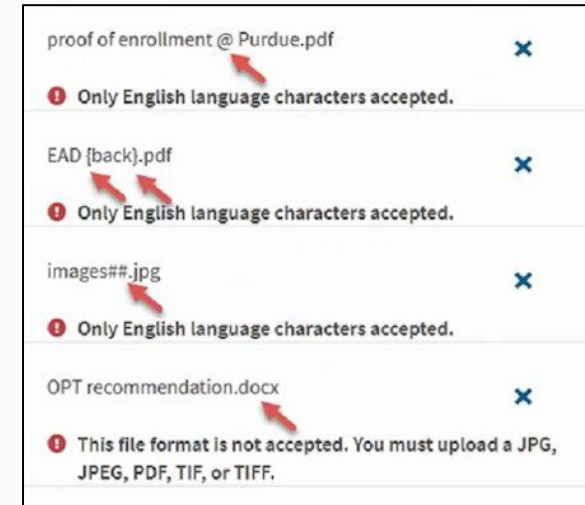 proof of enrollment @ Purdue.pdf
Only English language characters accepted.
EAD {back}.pdf
Only English language characters accepted.
images##.jpg
Only English language characters accepted.
OPT recommendation.docx
This file format is not accepted. You must upload a JPG,
JPEG, PDF, TIF, or TIFF.